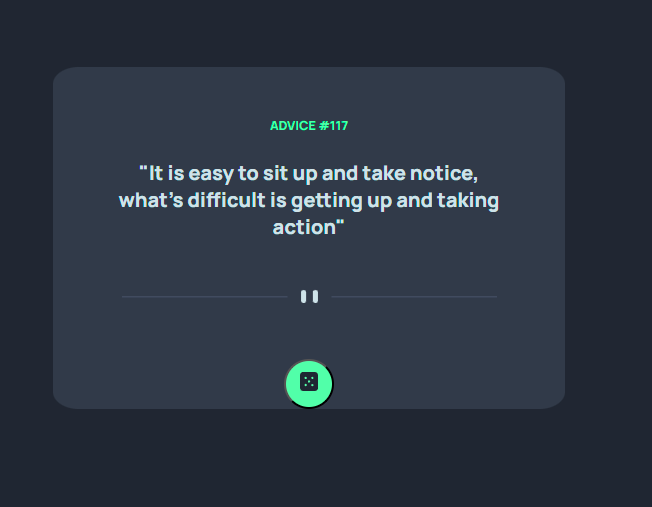 ADVICE #117
"It is easy to sit up and take notice,
what's difficult is getting up and taking
action"